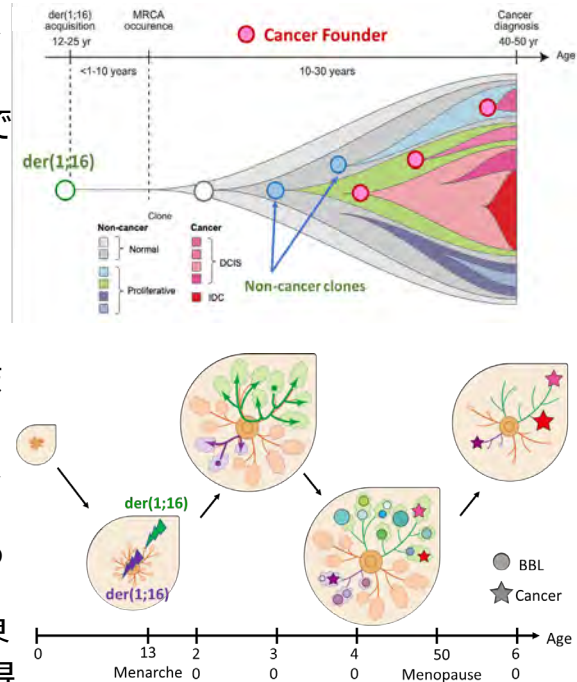 der(1;16)
acquisition
12-25 yr
MRCA
occurence
Cancer Founder
Cancer
diagnosis
40-50 yr
Age
<1-10 years
10-30 years
で
der(1;16)
Clone
Non-cancer
Cancer
Normal
DCIS
Proliferative
IDC
Non-cancer clones
der(1;16)
der(1;16)
BBL
Cancer
Age
0
13
2
3
4
50
6
Menarche
0
0
0
Menopause
0